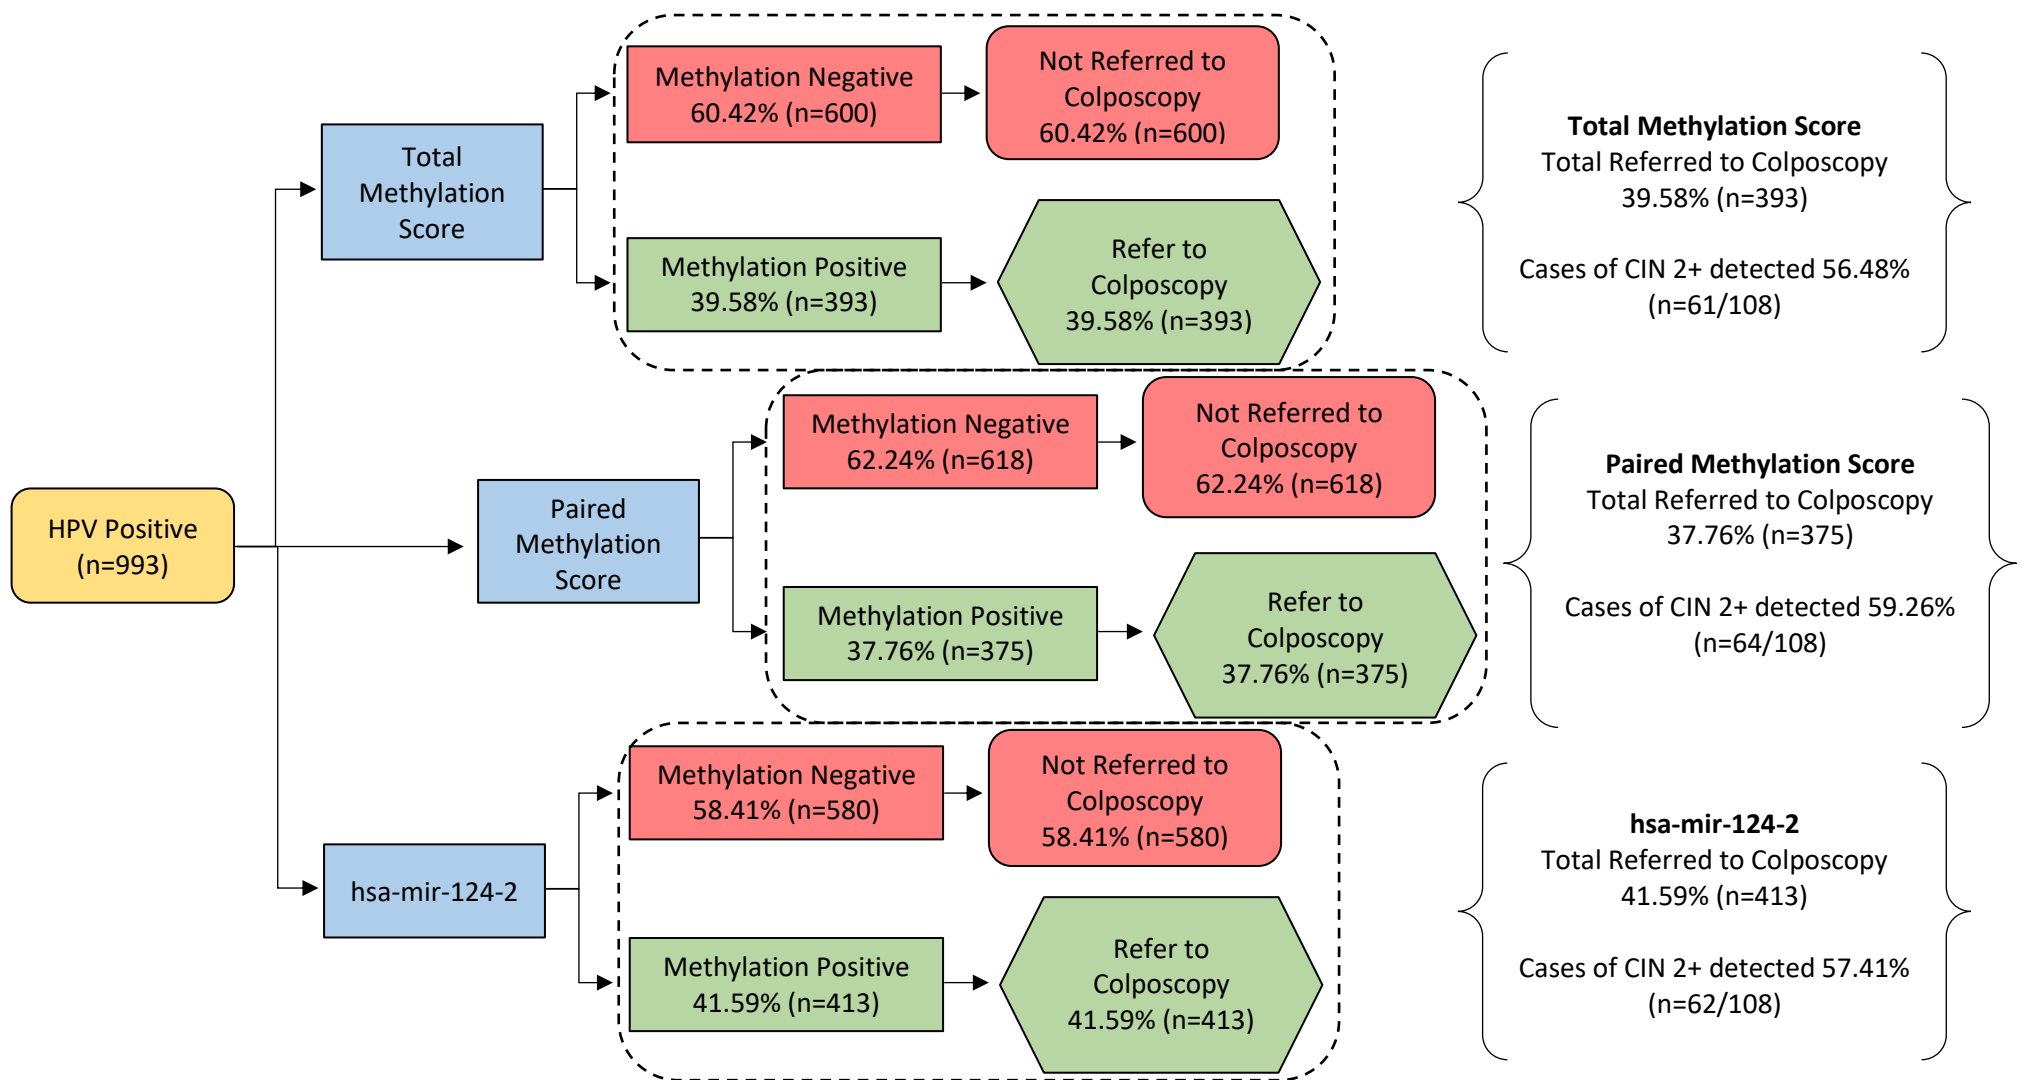 HPV Positive
(n=993)
Total
Methylation
Score
Methylation Negative
60.42% (n=600)
Not Referred to
Colposcopy
60.42% (n=600)
Methylation Positive
39.58% (n=393)
Refer to
Colposcopy
39.58% (n=393)
Total Methylation Score
Total Referred to Colposcopy
39.58% (n=393)
Cases of CIN 2+ detected 56.48%
(n=61/108)
Paired
Methylation
Score
Methylation Negative
62.24% (n=618)
Not Referred to
Colposcopy
62.24% (n=618)
Methylation Positive
37.76% (n=375)
Refer to
Colposcopy
37.76% (n=375)
Paired Methylation Score
Total Referred to Colposcopy
37.76% (n=375)
Cases of CIN 2+ detected 59.26%
(n=64/108)
hsa-mir-124-2
Methylation Negative
58.41% (n=580)
Not Referred to
Colposcopy
58.41% (n=580)
Methylation Positive
41.59% (n=413)
Refer to
Colposcopy
41.59% (n=413)
hsa-mir-124-2
Total Referred to Colposcopy
41.59% (n=413)
Cases of CIN 2+ detected 57.41%
(n=62/108)